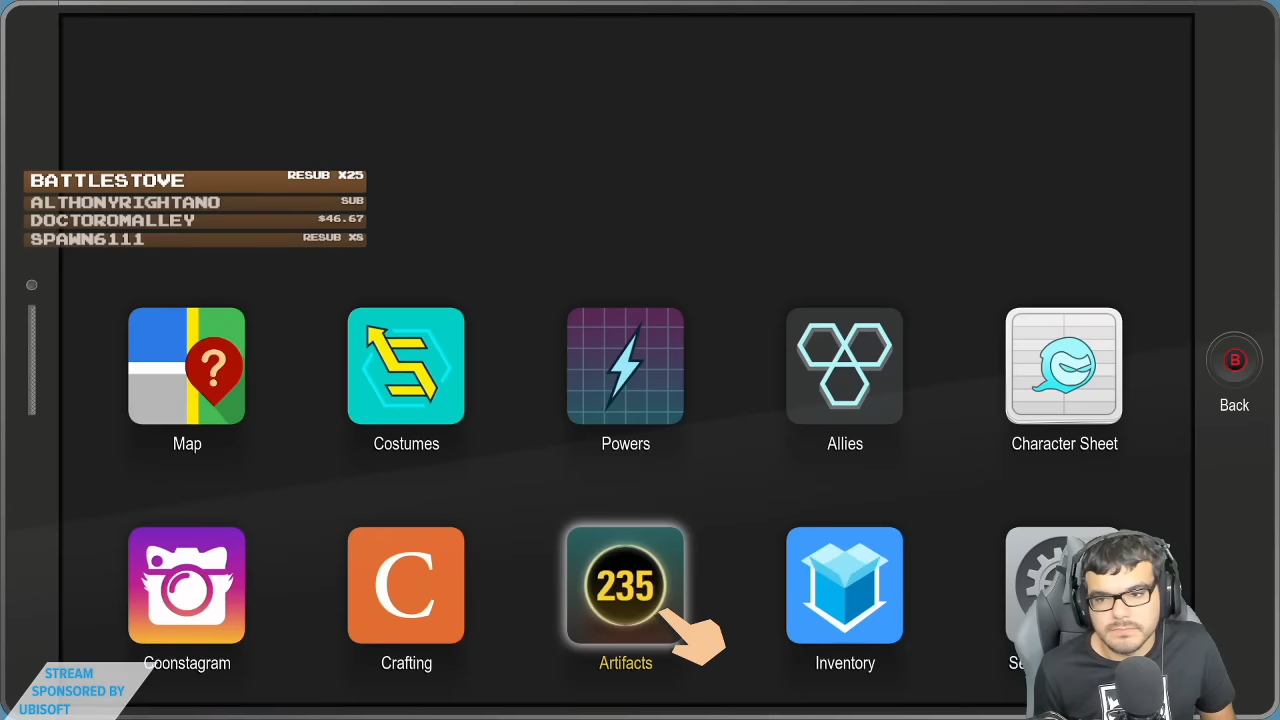 BATTLESTOVE RESUB X25
ALTHONYRIGHTANO SUB
DOCTOROMALLEY $46.67
SPAWN6111 RESUB X8
?
Map
Costumes
Powers
Allies
Character Sheet
B
Back
C
235
Coonstagram
Crafting
Artifacts
Inventory
STREAM
SPONSORED BY
UBISOFT